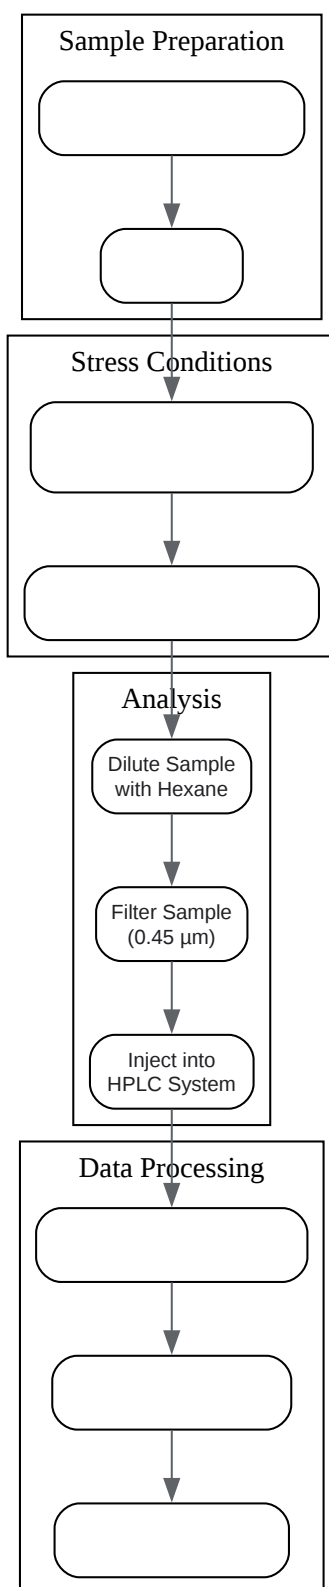 Sample Preparation
Stress Conditions
Analysis
Dilute Sample
with Hexane
Filter Sample
(0.45 µm)
Inject into
HPLC System
Data Processing